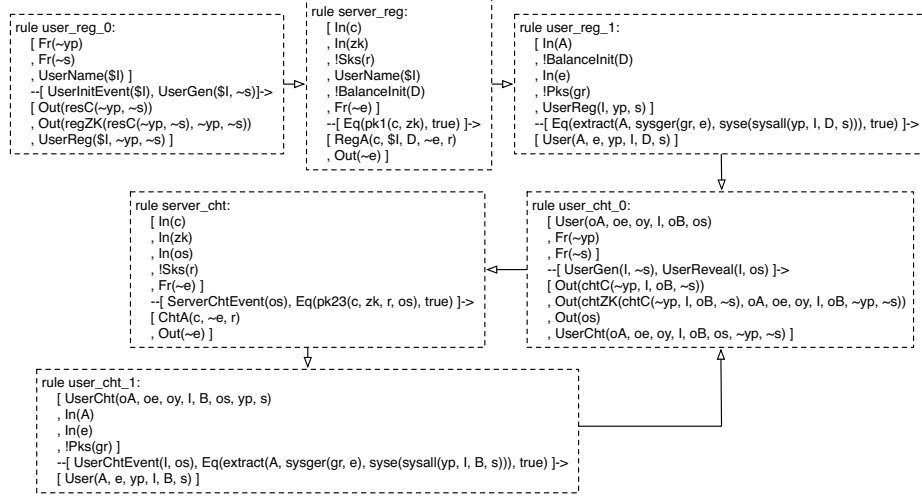 rule user_reg_0:
[ Fr(~yp)
, Fr(~s)
, UserName($I) ]
--[ UserInitEvent($I), UserGen($I, ~s)]->
[ Out(resC(~yp, ~s))
, Out(regZK(resC(~yp, ~s), ~yp, ~s))
, UserReg($I, ~yp, ~s) ]
rule server_reg:
[ In(c)
, In(zk)
, !Sks(r)
, UserName($I)
, !BalanceInit(D)
, Fr(~e) ]
--[ Eq(pk1(c, zk), true) ]->
[ RegA(c, $I, D, ~e, r)
, Out(~e) ]
rule user_reg_1:
[ In(A)
, !BalanceInit(D)
, In(e)
, !Pks(gr)
, UserReg(I, yp, s) ]
--[ Eq(extract(A, sysger(gr, e), syse(sysall(yp, I, D, s))), true) ]->
[ User(A, e, yp, I, D, s) ]
rule user_cht_0:
[ User(oA, oe, oy, I, oB, os)
, Fr(~yp)
, Fr(~s) ]
--[ UserGen(I, ~s), UserReveal(I, os) ]->
[ Out(chtC(~yp, I, oB, ~s))
, Out(chtZK(chtC(~yp, I, oB, ~s), oA, oe, oy, I, oB, ~yp, ~s))
, Out(os)
, UserCht(oA, oe, oy, I, oB, os, ~yp, ~s) ]
rule server_cht:
[ In(c)
, In(zk)
, In(os)
, !Sks(r)
, Fr(~e) ]
--[ ServerChtEvent(os), Eq(pk23(c, zk, r, os), true) ]->
[ ChtA(c, ~e, r)
, Out(~e) ]
rule user_cht_1:
[ UserCht(oA, oe, oy, I, B, os, yp, s)
, In(A)
, In(e)
, !Pks(gr) ]
--[ UserChtEvent(I, os), Eq(extract(A, sysger(gr, e), syse(sysall(yp, I, B, s))), true) ]->
[ User(A, e, yp, I, B, s) ]